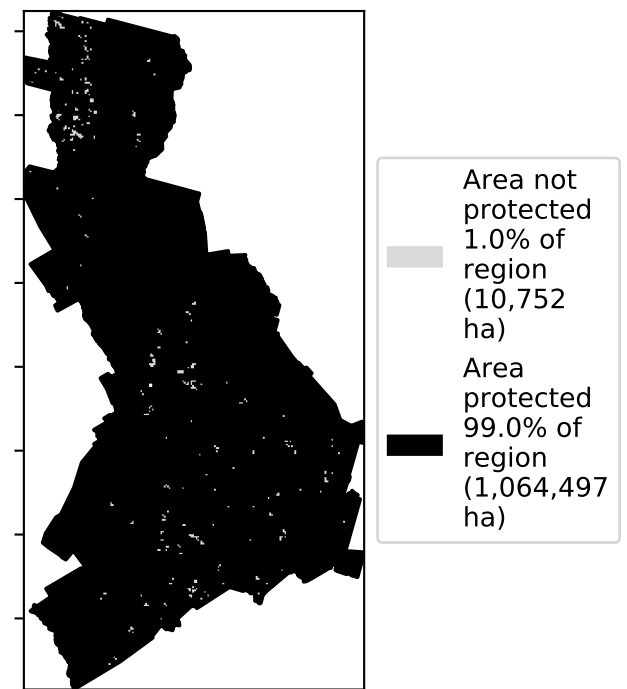 Area not
protected
1.0% of
region
(10,752
ha)
Area
protected
99.0% of
region
(1,064,497
ha)